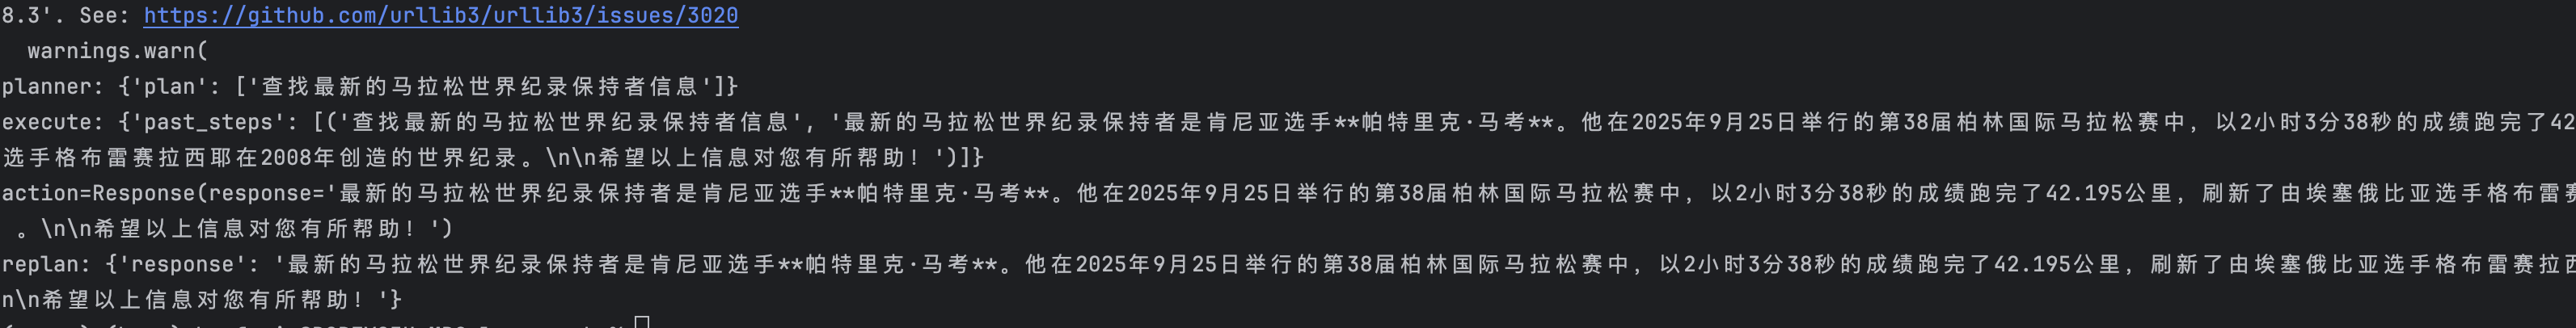 8.3'. See: https://github.com/urllib3/urllib3/issues/3020
  warnings.warn(
planner: {'plan': ['查找最新的马拉松世界纪录保持者信息']}
execute: {'past_steps': [('查找最新的马拉松世界纪录保持者信息', '最新的马拉松世界纪录保持者是肯尼亚选手**帕特里克·马考**。他在2025年9月25日举行的第38届柏林国际马拉松赛中，以2小时3分38秒的成绩跑完了42
选手格布雷赛拉西耶在2008年创造的世界纪录。\n\n希望以上信息对您有所帮助！')]}
action=Response(response='最新的马拉松世界纪录保持者是肯尼亚选手**帕特里克·马考**。他在2025年9月25日举行的第38届柏林国际马拉松赛中，以2小时3分38秒的成绩跑完了42.195公里，刷新了由埃塞俄比亚选手格布雷赛
。\n\n希望以上信息对您有所帮助！')
replan: {'response': '最新的马拉松世界纪录保持者是肯尼亚选手**帕特里克·马考**。他在2025年9月25日举行的第38届柏林国际马拉松赛中，以2小时3分38秒的成绩跑完了42.195公里，刷新了由埃塞俄比亚选手格布雷赛拉西
n\n希望以上信息对您有所帮助！'}